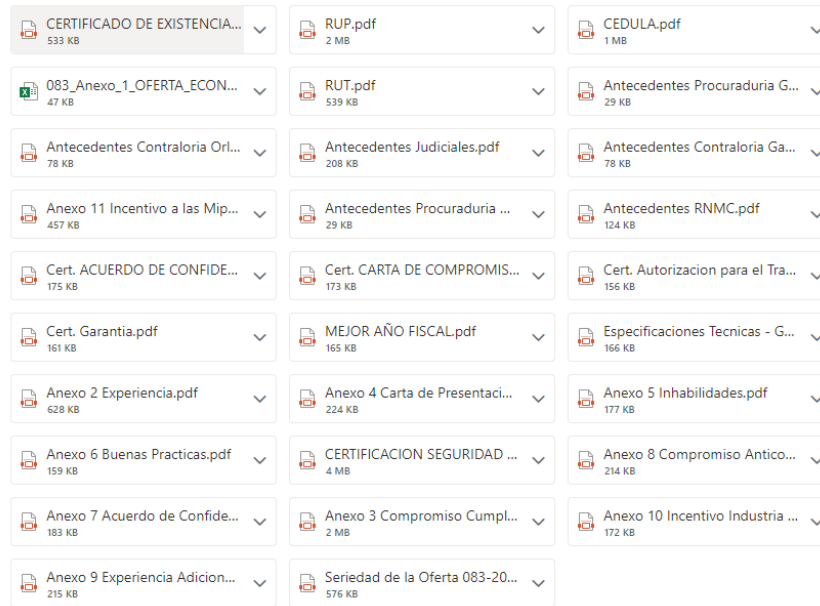 CERTIFICADO DE EXISTENCIA...
533 KB
RUP.pdf
2 MB
CEDULA.pdf
1 MB
083_Anexo_1_OFERTA_ECON...
47 KB
RUT.pdf
539 KB
Antecedentes Procuraduria G...
29 KB
Antecedentes Contraloria Orl...
78 KB
Antecedentes Judiciales.pdf
208 KB
Antecedentes Contraloria Ga...
78 KB
Anexo 11 Incentivo a las Mip...
457 KB
Antecedentes Procuraduria ...
29 KB
Antecedentes RNMC.pdf
124 KB
Cert. ACUERDO DE CONFIDE...
175 KB
Cert. CARTA DE COMPROMIS...
173 KB
Cert. Autorizacion para el Tra...
156 KB
Cert. Garantia.pdf
161 KB
MEJOR AÑO FISCAL.pdf
165 KB
Especificaciones Tecnicas - G...
166 KB
Anexo 2 Experiencia.pdf
628 KB
Anexo 4 Carta de Presentaci...
224 KB
Anexo 5 Inhabilidades.pdf
177 KB
Anexo 6 Buenas Practicas.pdf
159 KB
CERTIFICACION SEGURIDAD ...
4 MB
Anexo 8 Compromiso Antico...
214 KB
Anexo 7 Acuerdo de Confide...
183 KB
Anexo 3 Compromiso Cumpl...
2 MB
Anexo 10 Incentivo Industria ...
172 KB
Anexo 9 Experiencia Adicion...
215 KB
Seriedad de la Oferta 083-20...
576 KB